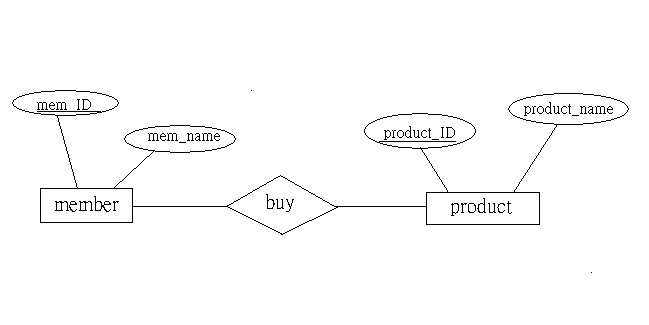 mem_ID
mem_name
product_ID
product_name
member
buy
product